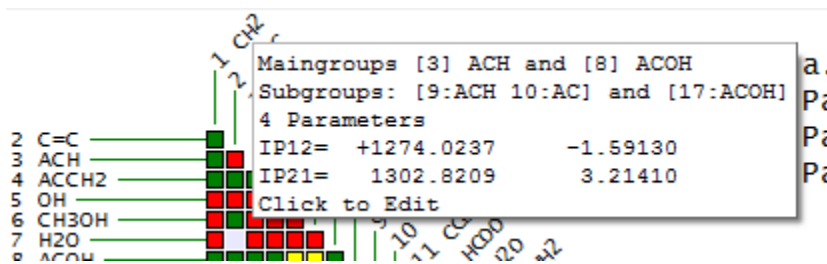 1 CH2
2
Maingroups [3] ACH and [8] ACOH
Subgroups: [9:ACH 10:AC] and [17:ACOH]
4 Parameters
IP12= +1274.0237 -1.59130
IP21= 1302.8209 3.21410
Click to Edit
a.
Pa
Pa
Pa
2 C=C
3 ACH
4 ACCH2
5 OH
6 CH3OH
7 H2O
8 ACOH
9
10
11